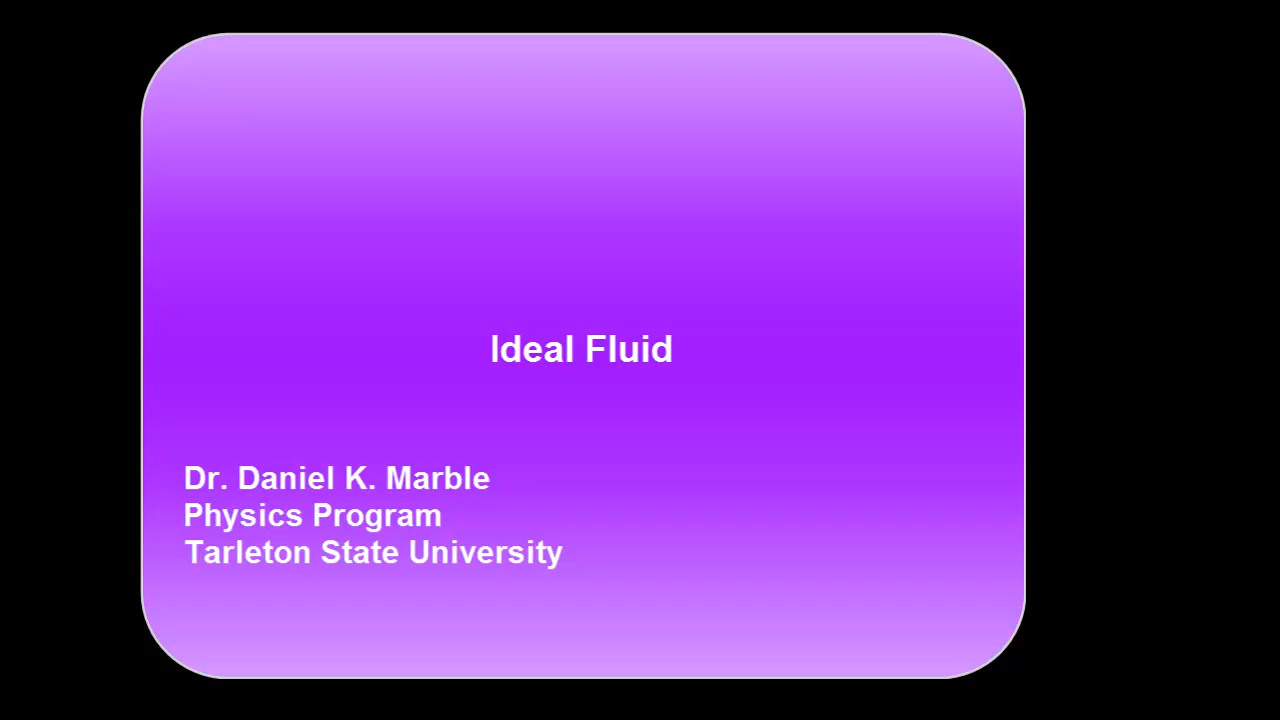 Ideal Fluid
Dr. Daniel K. Marble
Physics Program
Tarleton State University